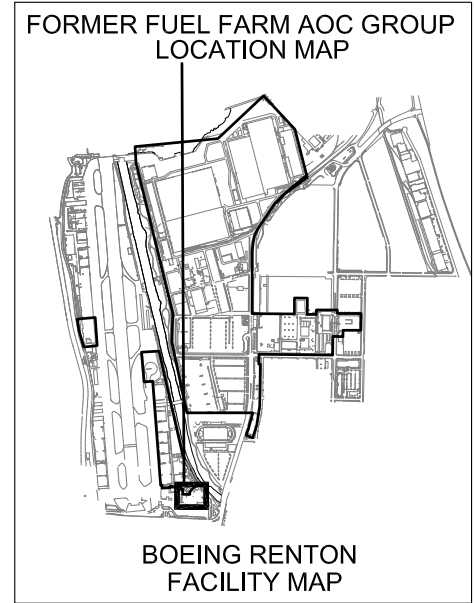 FORMER FUEL FARM AOC GROUP
LOCATION MAP
BOEING RENTON
FACILITY MAP